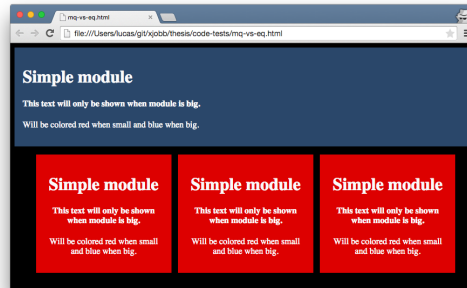 mq-vs-eq.html
file:///Users/lucas/git/xjobb/thesis/code-tests/mq-vs-eq.html
Simple module
This text will only be shown when module is big.
Will be colored red when small and blue when big.
Simple module
This text will only be shown
when module is big.
Will be colored red when small
and blue when big.
Simple module
This text will only be shown
when module is big.
Will be colored red when small
and blue when big.
Simple module
This text will only be shown
when module is big.
Will be colored red when small
and blue when big.